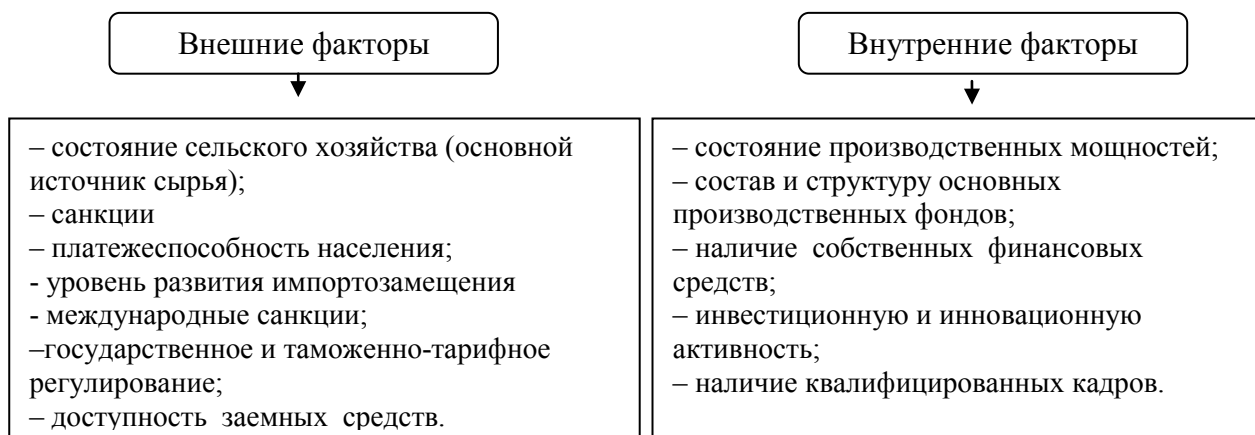 Внешние факторы
– состояние сельского хозяйства (основной
источник сырья);
– санкции
– платежеспособность населения;
- уровень развития импортозамещения
- международные санкции;
–государственное и таможенно-тарифное
регулирование;
– доступность заемных средств.
Внутренние факторы
– состояние производственных мощностей;
– состав и структуру основных
производственных фондов;
– наличие собственных финансовых
средств;
– инвестиционную и инновационную
активность;
– наличие квалифицированных кадров.